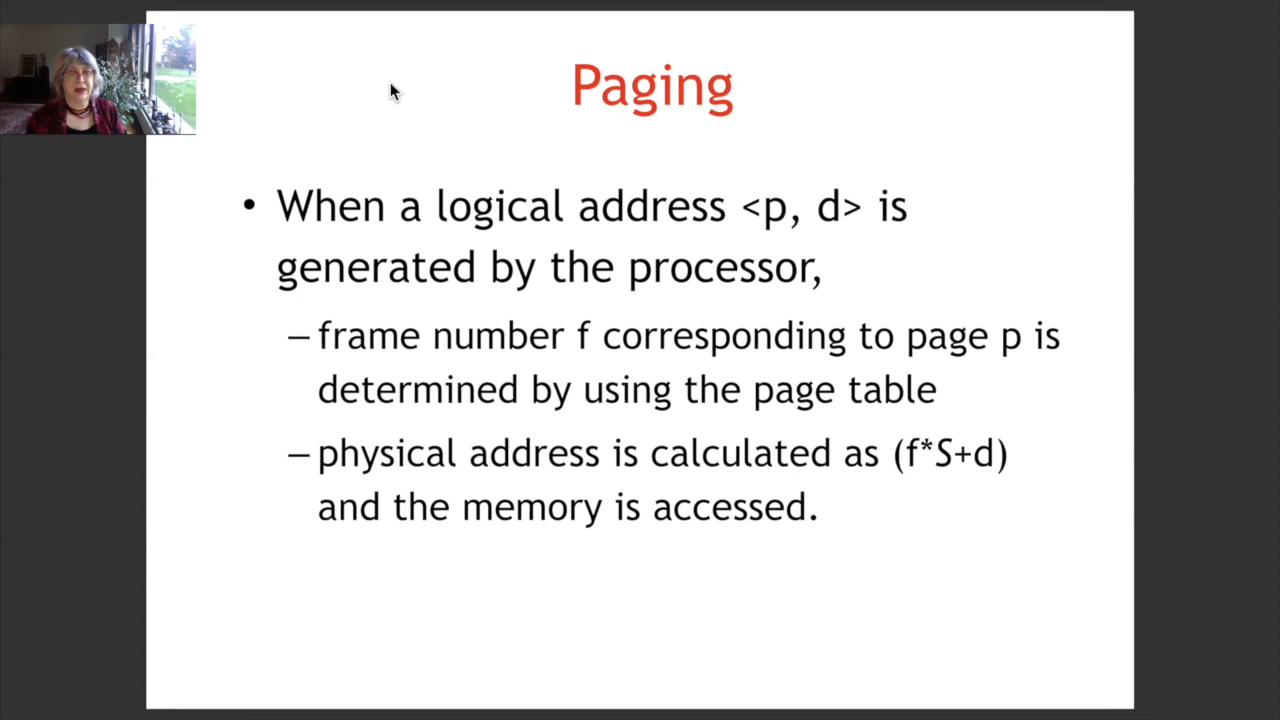 Paging
• When a logical address <p, d> is
generated by the processor,
– frame number f corresponding to page p is
determined by using the page table
– physical address is calculated as (f*S+d)
and the memory is accessed.